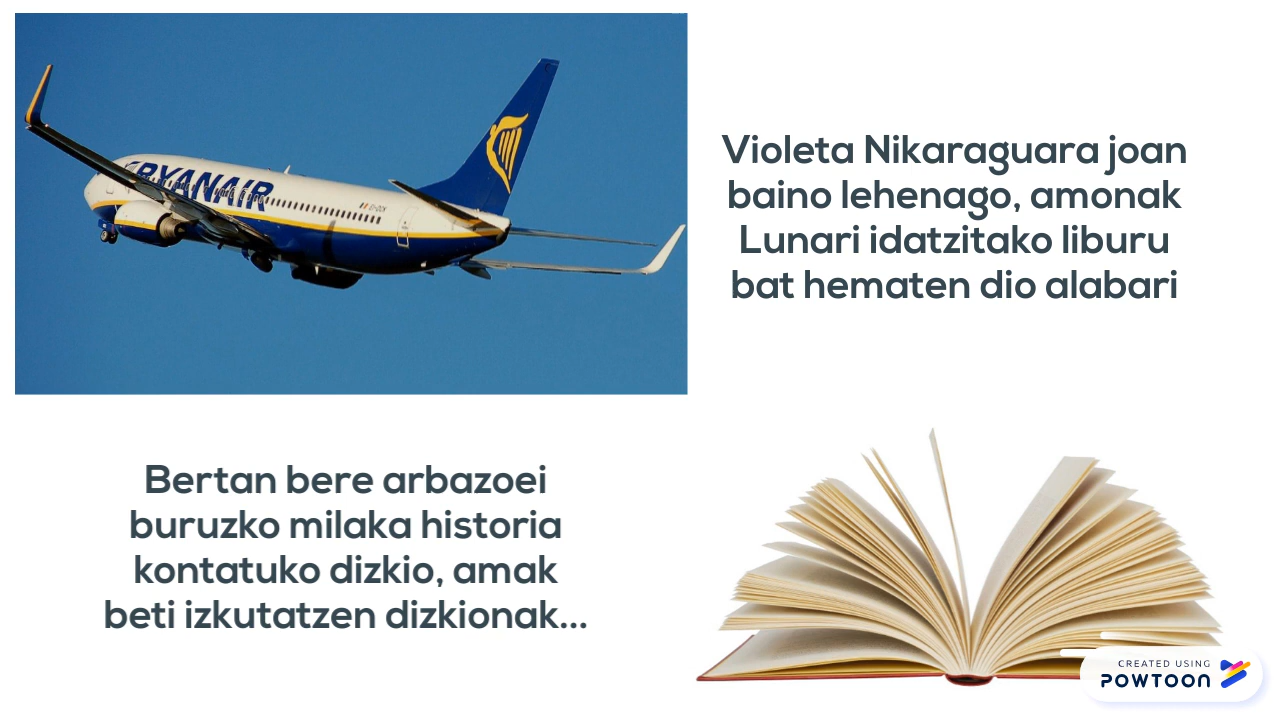 RYANAIR
Violeta Nikaraguara joan
baino lehenago, amonak
Lunari idatzitako liburu
bat hematen dio alabari
Bertan bere arbazoei
buruzko milaka historia
kontatuko dizkio, amak
beti izkutatzen dizkionak...
CREATED USING
POWTOON